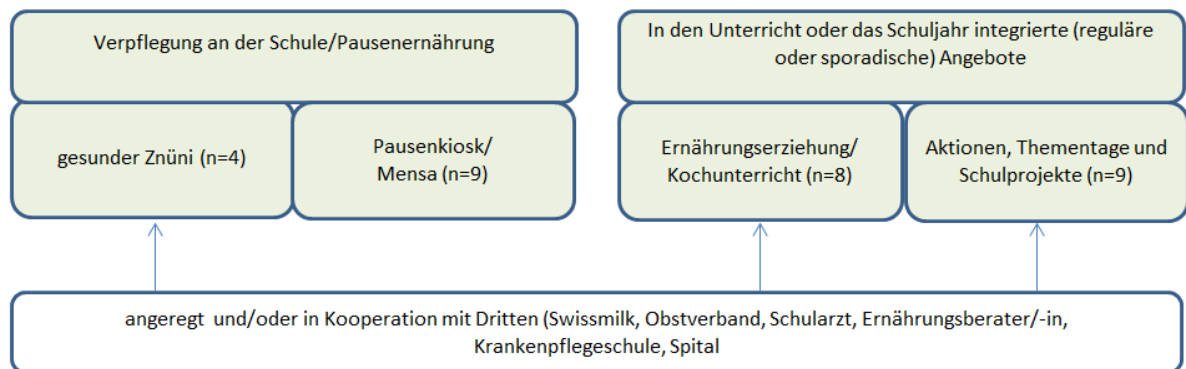 Verpflegung an der Schule/Pausenernährung
In den Unterricht oder das Schuljahr integrierte (reguläre
oder sporadische) Angebote
gesunder Znüni (n=4)
Pausenkiosk/
Mensa (n=9)
Ernährungserziehung/
Kochunterricht (n=8)
Aktionen, Thementage und
Schulprojekte (n=9)
angeregt und/oder in Kooperation mit Dritten (Swissmilk, Obstverband, Schularzt, Ernährungsberater/-in,
Krankenpflegeschule, Spital